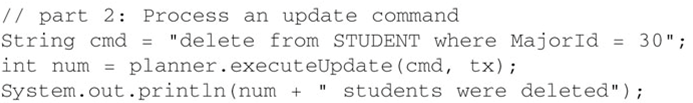 // part 2: Process an update command
String cmd = "delete from STUDENT where MajorId = 30";
int num = planner.executeUpdate(cmd, tx);
System.out.println(num + " students were deleted");